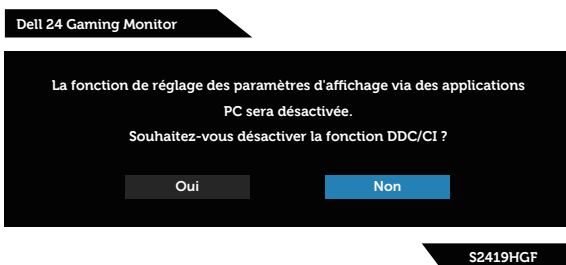 Dell 24 Gaming Monitor
La fonction de réglage des paramètres d'affichage via des applications
PC sera désactivée.
Souhaitez-vous désactiver la fonction DDC/CI ?
Oui
Non
S2419HGF